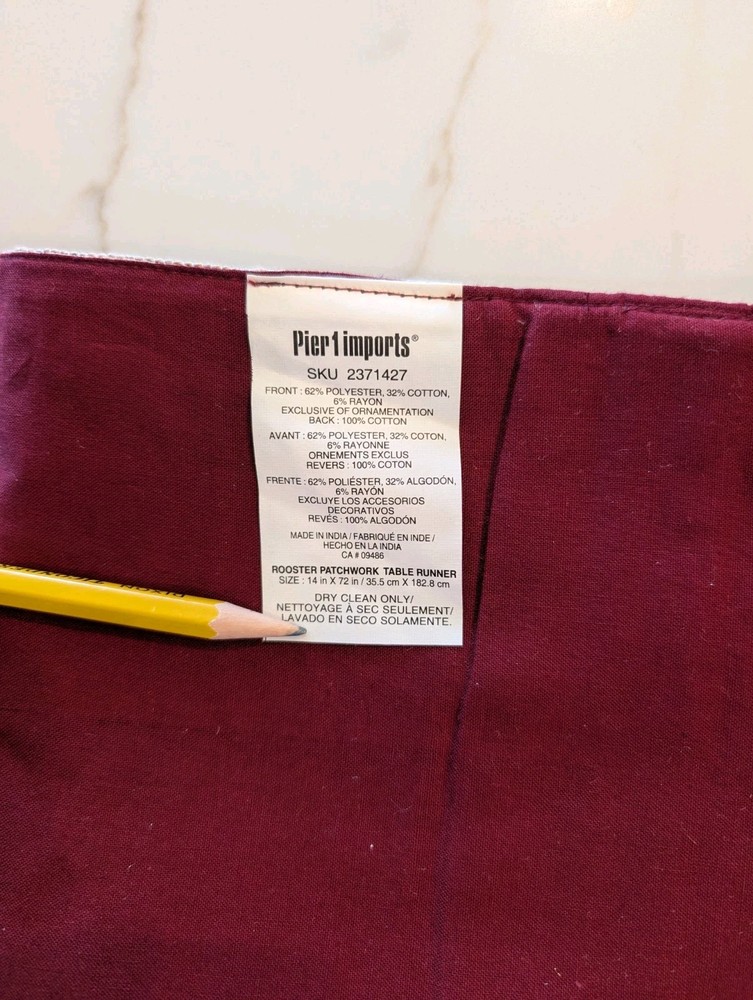 Pier 1 imports®
SKU 2371427
FRONT : 62% POLYESTER, 32% COTTON,
6% RAYON
EXCLUSIVE OF ORNAMENTATION
BACK : 100% COTTON
AVANT : 62% POLYESTER, 32% COTON,
6% RAYONNE
ORNEMENTS EXCLUS
REVERS : 100% COTON
FRENTE : 62% POLIÉSTER, 32% ALGODÓN,
6% RAYÓN
EXCLUYE LOS ACCESORIOS
DECORATIVOS
REVÉS : 100% ALGODÓN
MADE IN INDIA / FABRIQUÉ EN INDE /
HECHO EN LA INDIA
CA # 09486
ROOSTER PATCHWORK TABLE RUNNER
SIZE : 14 in X 72 in / 35.5 cm X 182.8 cm
DRY CLEAN ONLY/
NETTOYAGE À SEC SEULEMENT/
LAVADO EN SECO SOLAMENTE.